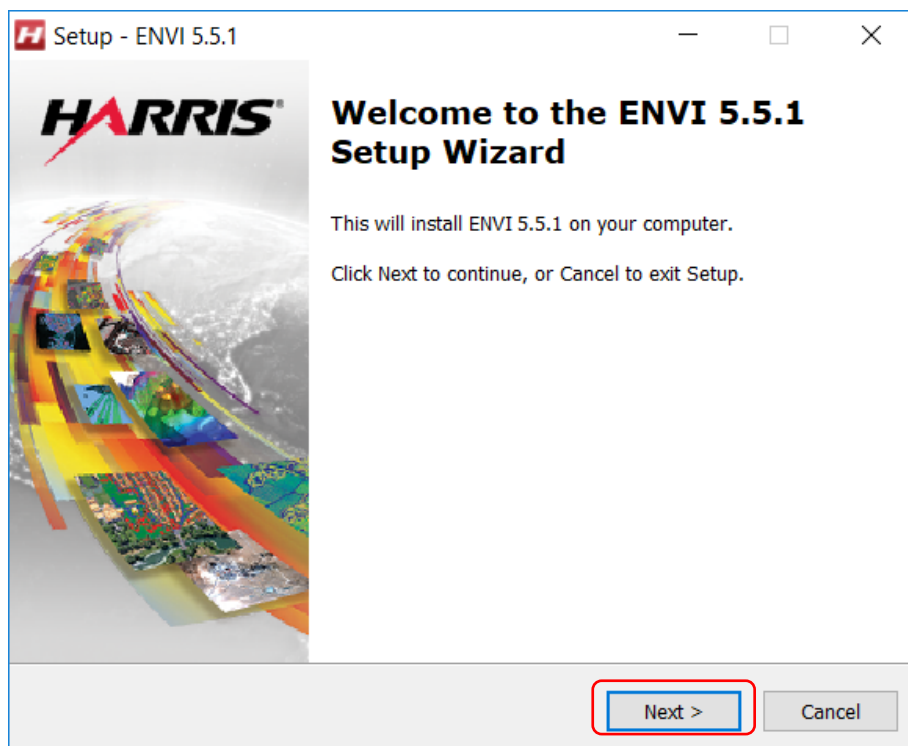 Setup - ENVI 5.5.1
HARRIS
Welcome to the ENVI 5.5.1
Setup Wizard
This will install ENVI 5.5.1 on your computer.
Click Next to continue, or Cancel to exit Setup.
Next >
Cancel